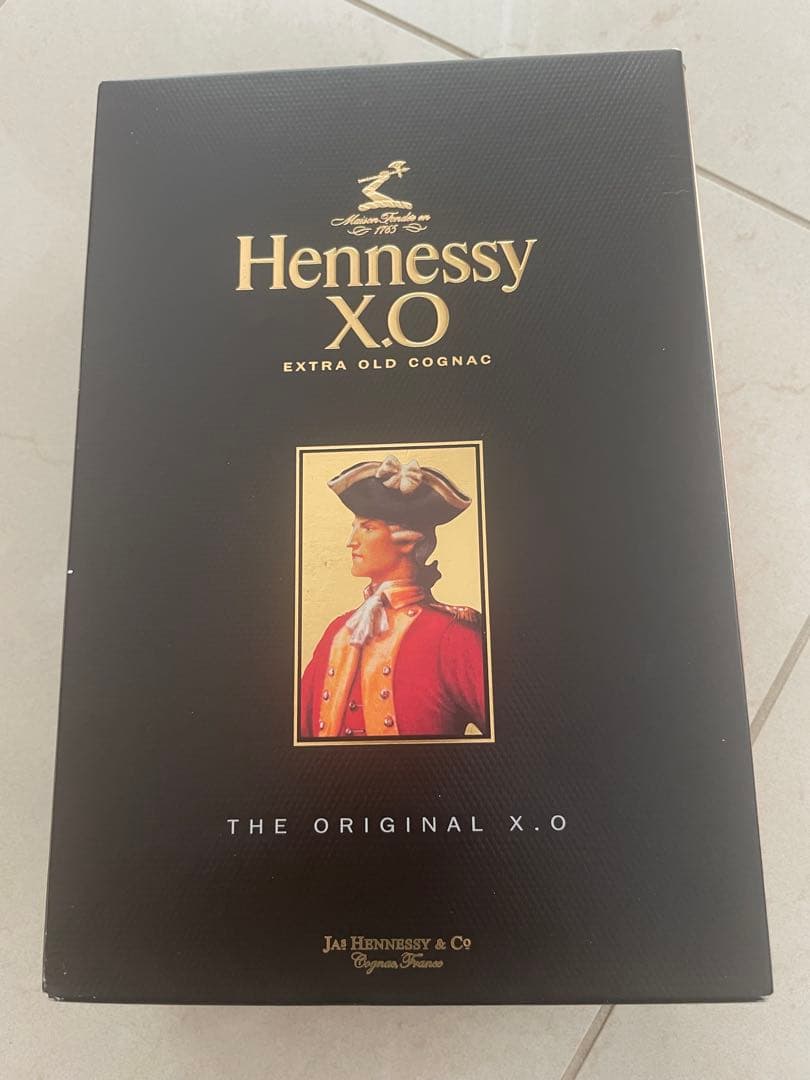 Maison Fondée en
1765
Hennessy
X.O
EXTRA OLD COGNAC
THE ORIGINAL X.O
JAS HENNESSY & CO
Cognac, France